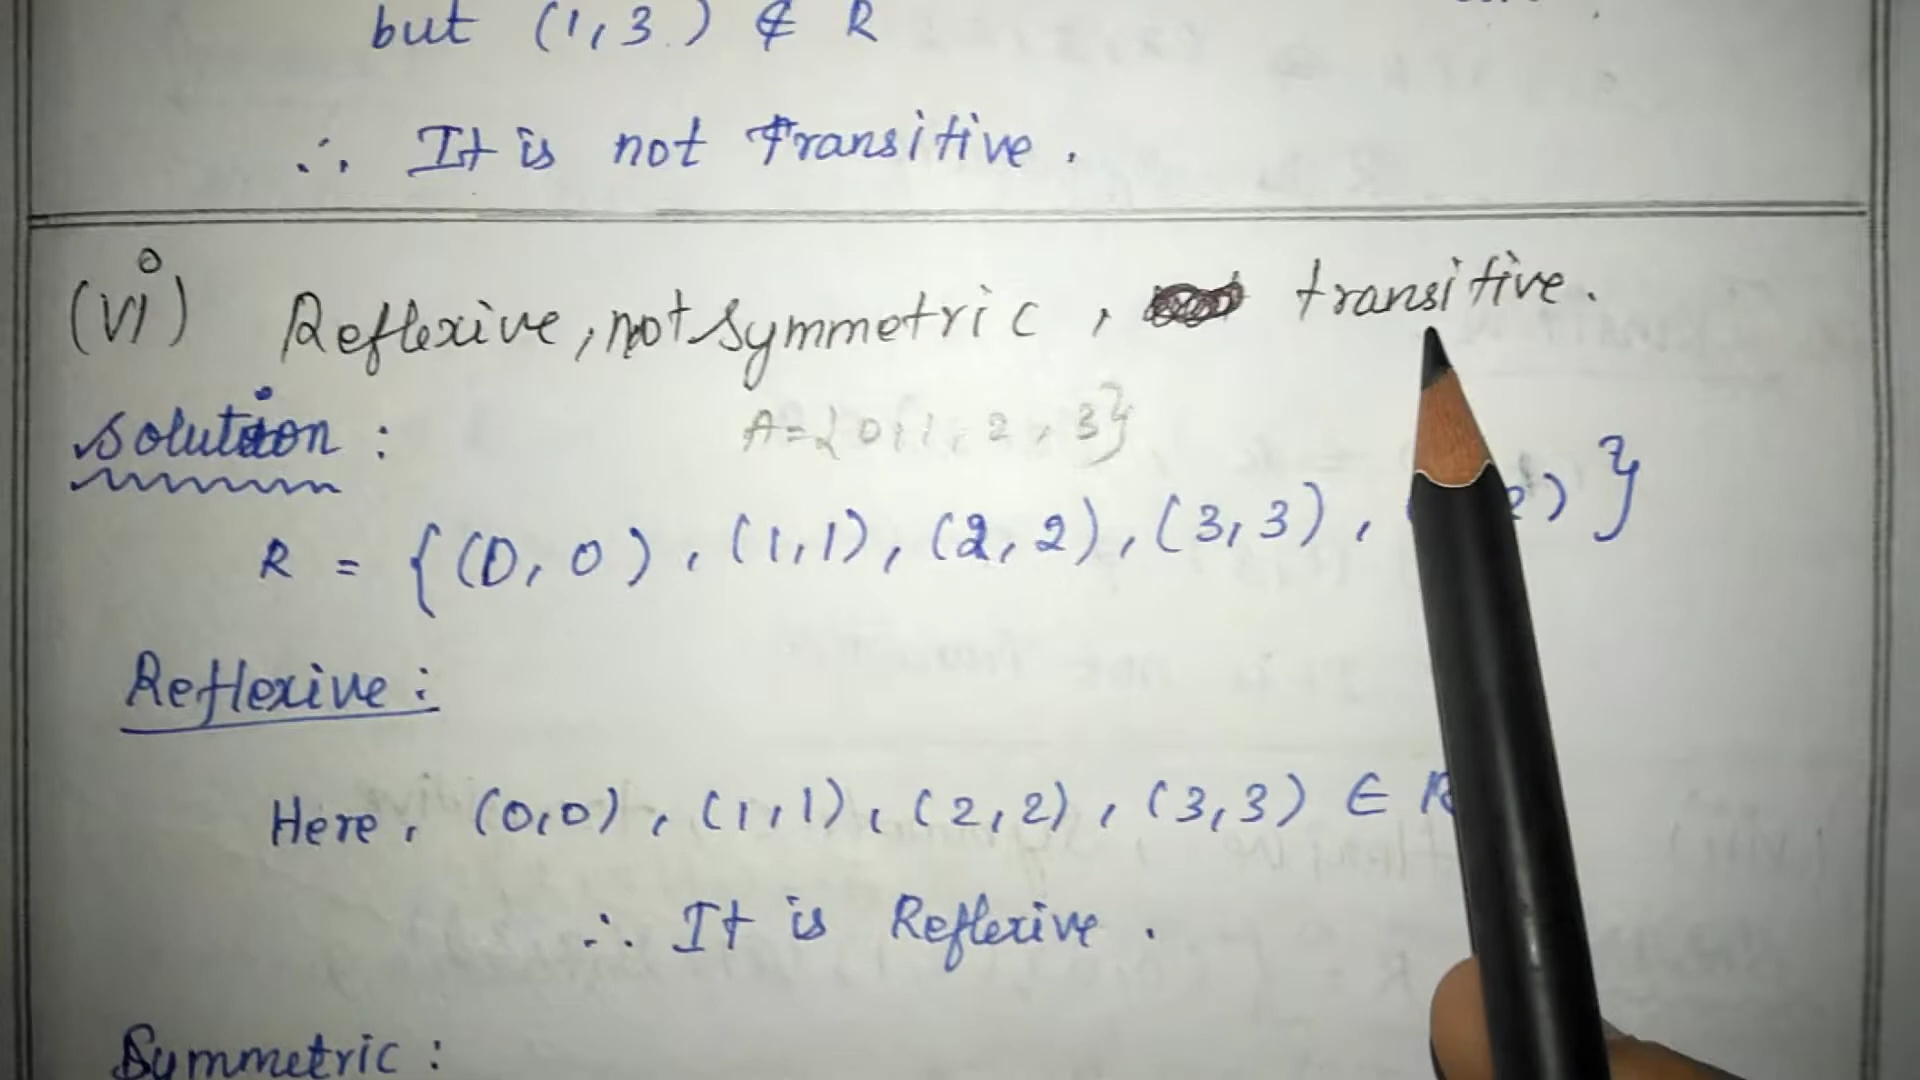 but (1,3) ∉ R
∴ It is not Transitive.
(vi) Reflexive, not Symmetric, transitive.
Solution:
A={0,1,2,3}
R = {(0,0), (1,1), (2,2), (3,3), 2)}
Reflexive:
Here, (0,0), (1,1), (2,2), (3,3) ∈ R
∴ It is Reflexive.
Symmetric: